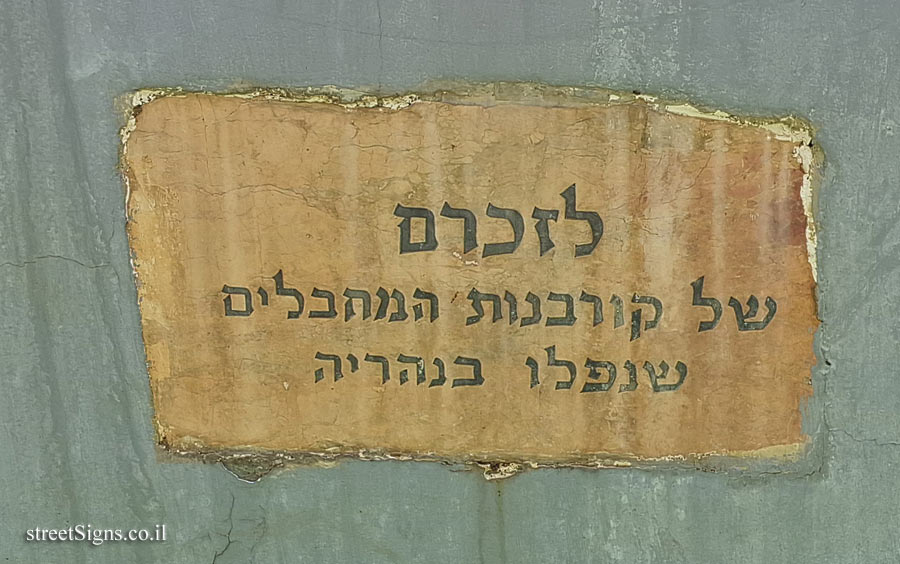 לזכרם
של קורבנות המחבלים
שנפלו בנהריה
streetSigns.co.il